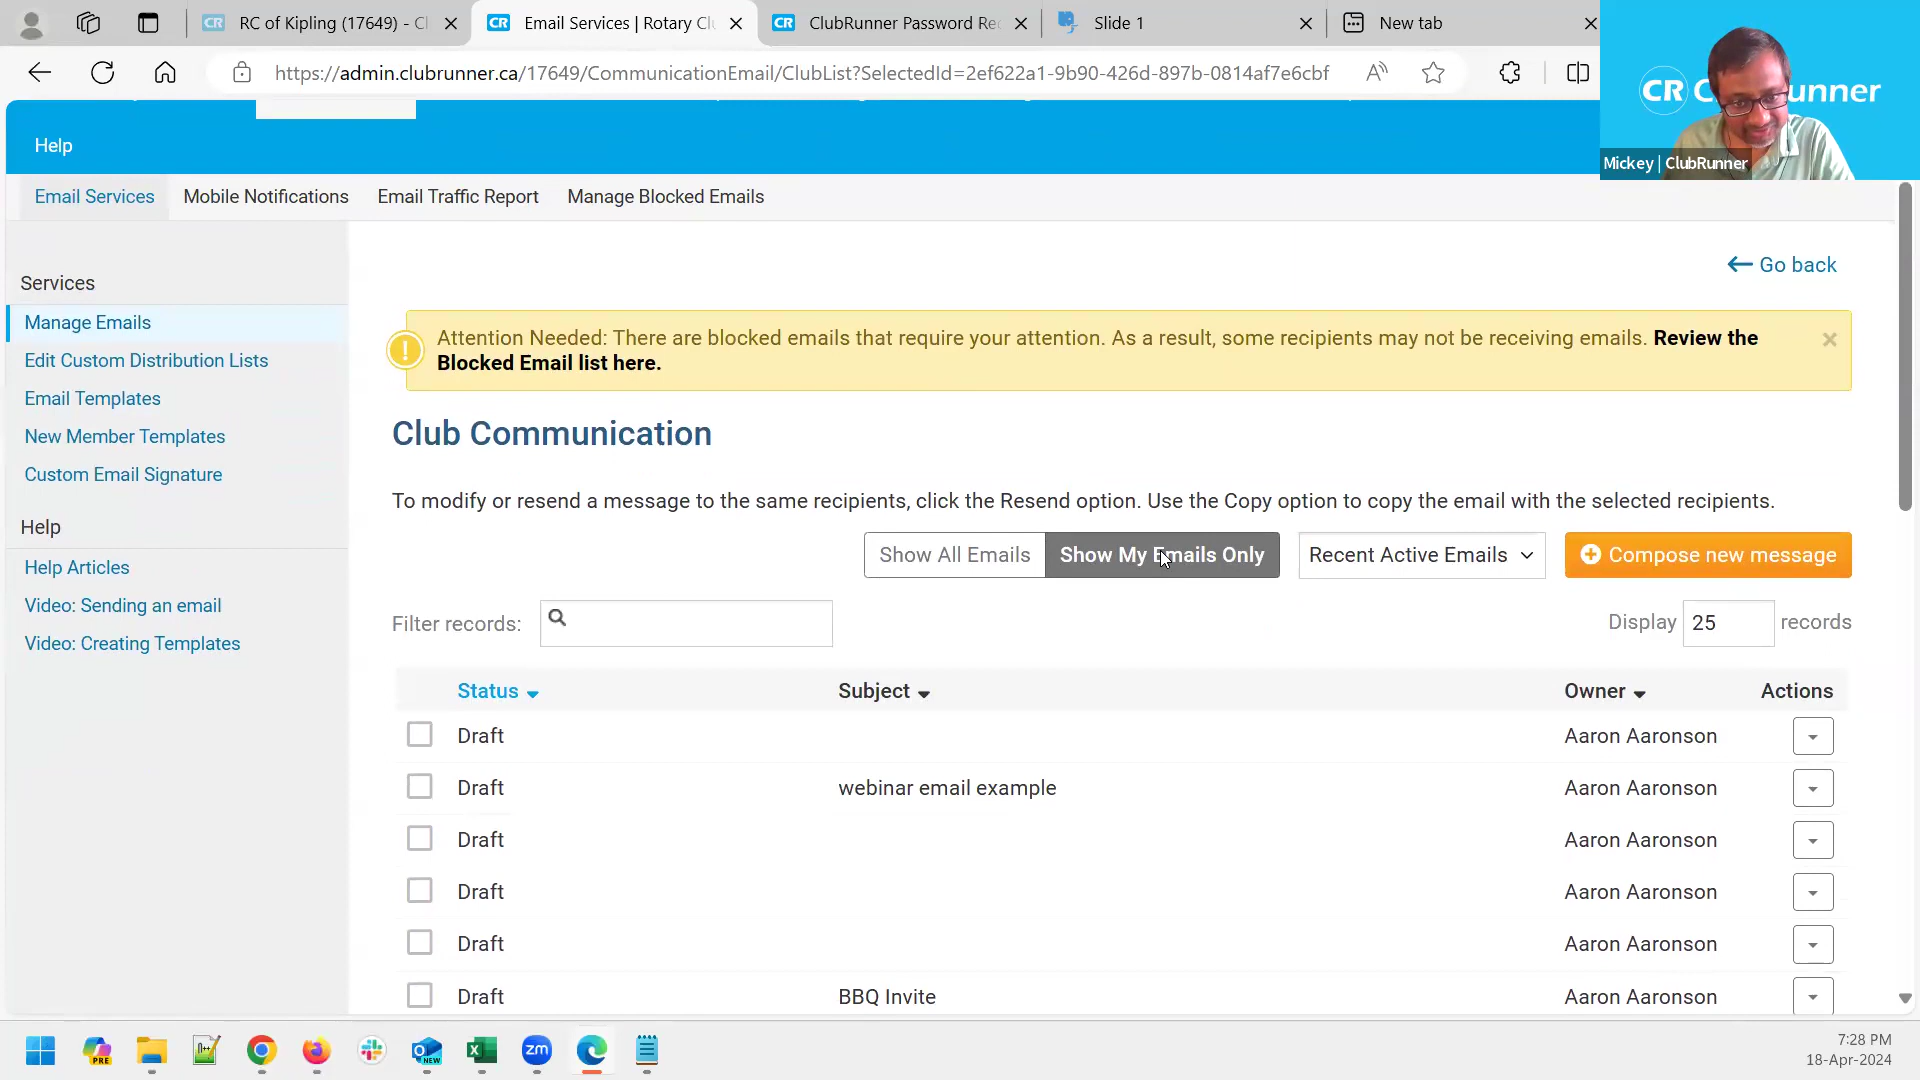 RC of Kipling (17649) - Cl
Email Services | Rotary Cl
ClubRunner Password Re
Slide 1
New tab
https://admin.clubrunner.ca/17649/CommunicationEmail/ClubList?SelectedId=2ef622a1-9b90-426d-897b-0814af7e6cbf
CR C unner
Mickey | ClubRunner
Help
Email Services
Mobile Notifications
Email Traffic Report
Manage Blocked Emails
Services
Manage Emails
Edit Custom Distribution Lists
Email Templates
New Member Templates
Custom Email Signature
Help
Help Articles
Video: Sending an email
Video: Creating Templates
Go back
Attention Needed: There are blocked emails that require your attention. As a result, some recipients may not be receiving emails. Review the
Blocked Email list here.
Club Communication
To modify or resend a message to the same recipients, click the Resend option. Use the Copy option to copy the email with the selected recipients.
Show All Emails
Show My Emails Only
Recent Active Emails
Compose new message
Filter records:
Display 25 records
Status Subject Owner Actions
Draft Aaron Aaronson
Draft webinar email example Aaron Aaronson
Draft Aaron Aaronson
Draft Aaron Aaronson
Draft Aaron Aaronson
Draft BBQ Invite Aaron Aaronson
PRE
NEW
zm
7:28 PM
18-Apr-2024